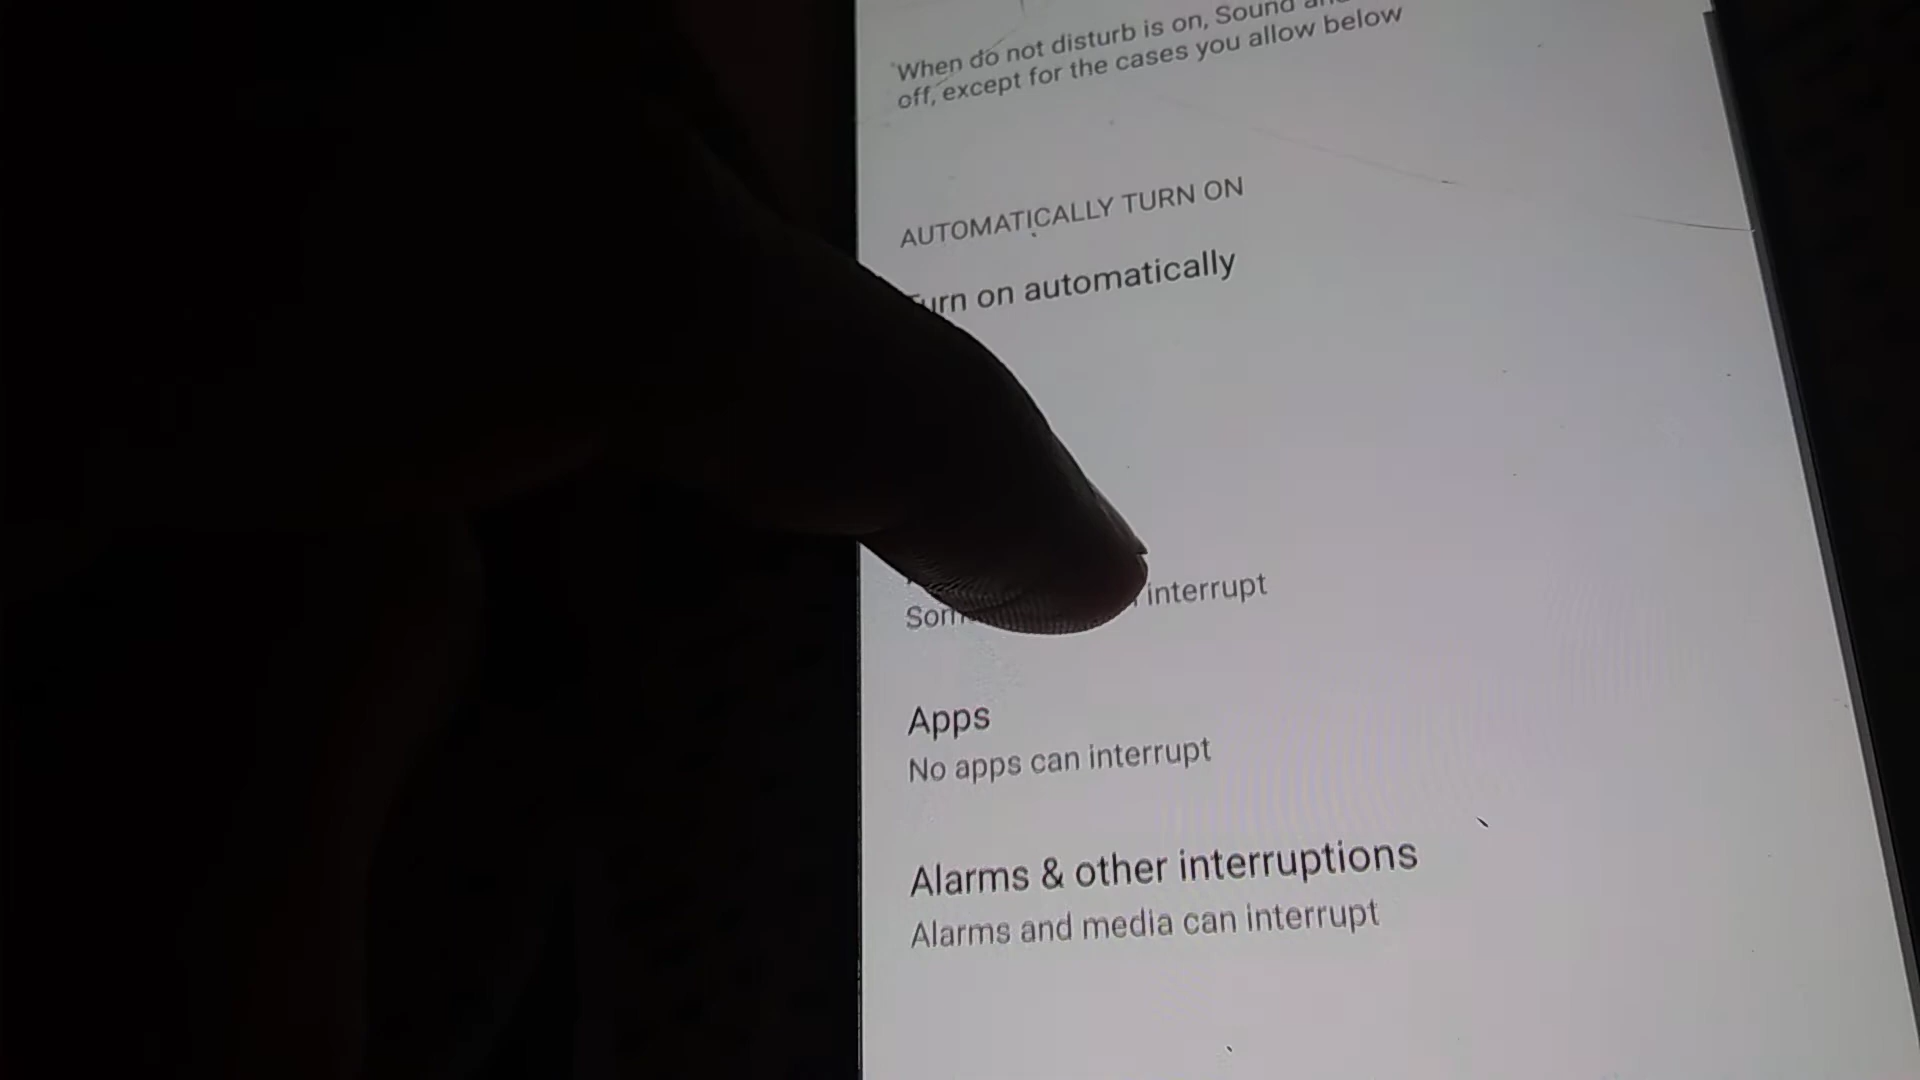 When do not disturb is on, Sound
off, except for the cases you allow below
AUTOMATICALLY TURN ON
Turn on automatically
interrupt
Apps
No apps can interrupt
Alarms & other interruptions
Alarms and media can interrupt